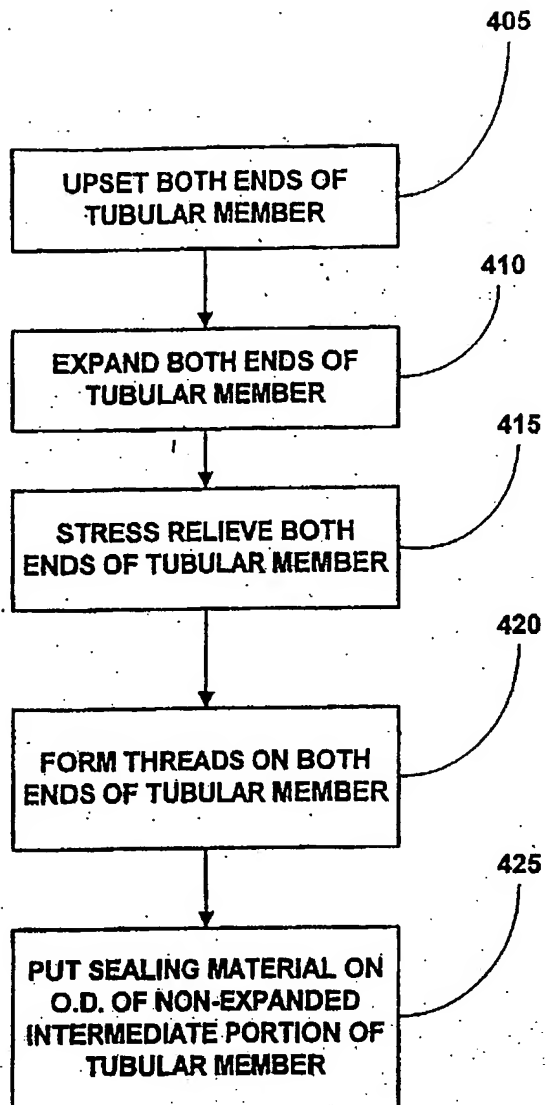 405
UPSET BOTH ENDS OF
TUBULAR MEMBER
410
EXPAND BOTH ENDS OF
TUBULAR MEMBER
415
STRESS RELIEVE BOTH
ENDS OF TUBULAR MEMBER
420
FORM THREADS ON BOTH
ENDS OF TUBULAR MEMBER
425
PUT SEALING MATERIAL ON
O.D. OF NON-EXPANDED
INTERMEDIATE PORTION OF
TUBULAR MEMBER